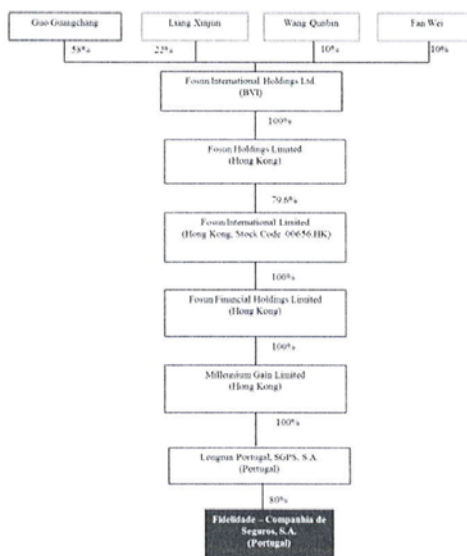 Guo Guangchang Liang Xinjun Wang Qunbin Fan Wei
58% 22% 10% 10%
Fosun International Holdings Ltd.
(BVI)
100%
Fosun Holdings Limited
(Hong Kong)
79.6%
Fosun International Limited
(Hong Kong, Stock Code 00656.HK)
100%
Fosun Financial Holdings Limited
(Hong Kong)
100%
Millennium Gain Limited
(Hong Kong)
100%
Longrun Portugal, SGPS, S.A.
(Portugal)
80%
Fidelidade – Companhia de
Seguros, S.A.
(Portugal)